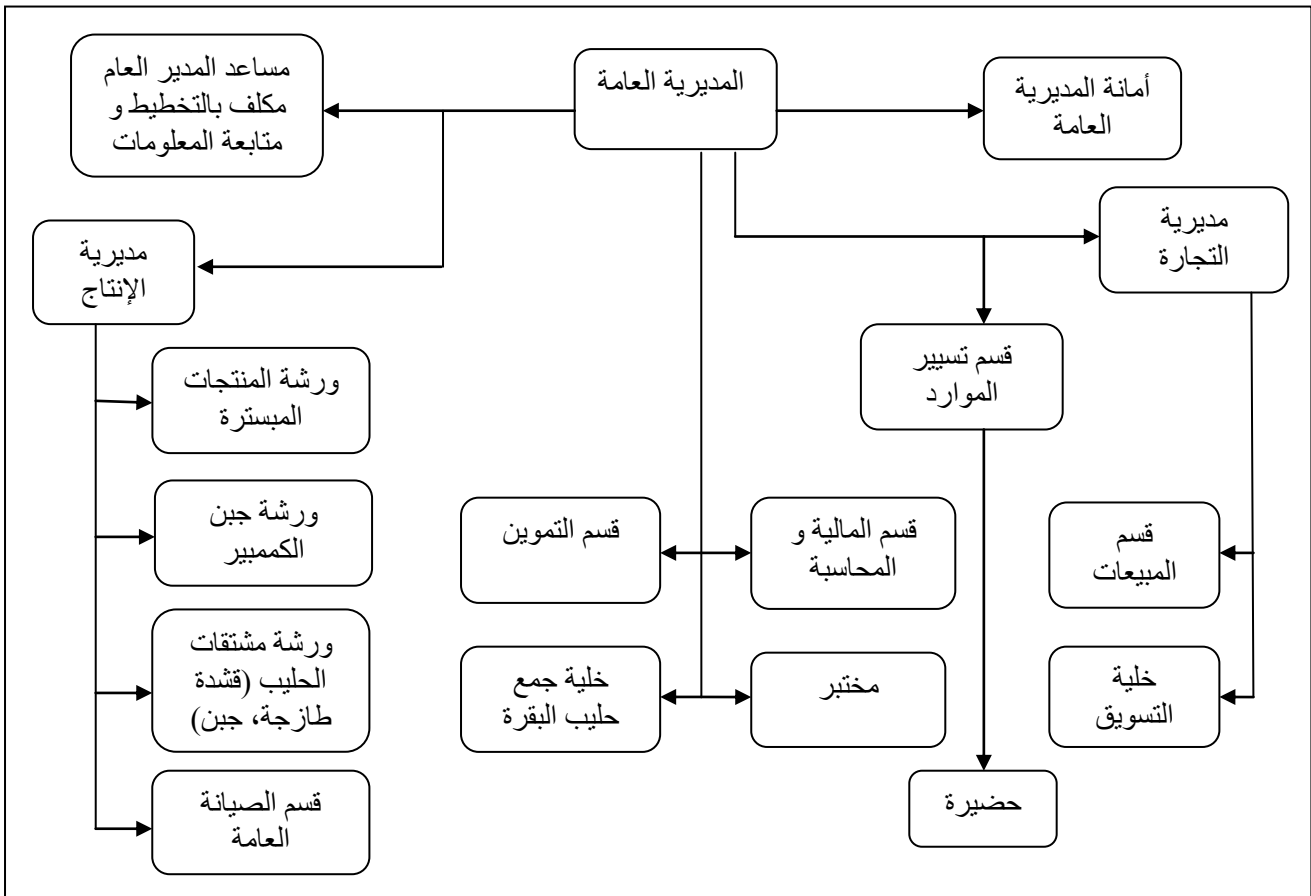 المديرية العامة
أمانة المديرية
العامة
مساعد المدير العام
مكلف بالتخطيط و
متابعة المعلومات
مديرية
التجارة
مديرية
الإنتاج
قسم تسيير
الموارد
ورشة المنتجات
المبسترة
قسم
المبيعات
قسم المالية و
المحاسبة
قسم التموين
ورشة جبن
الكممبير
خلية
التسويق
مختبر
خلية جمع
حليب البقرة
ورشة مشتقات
الحليب (قشدة
طازجة، جبن)
حضيرة
قسم الصيانة
العامة